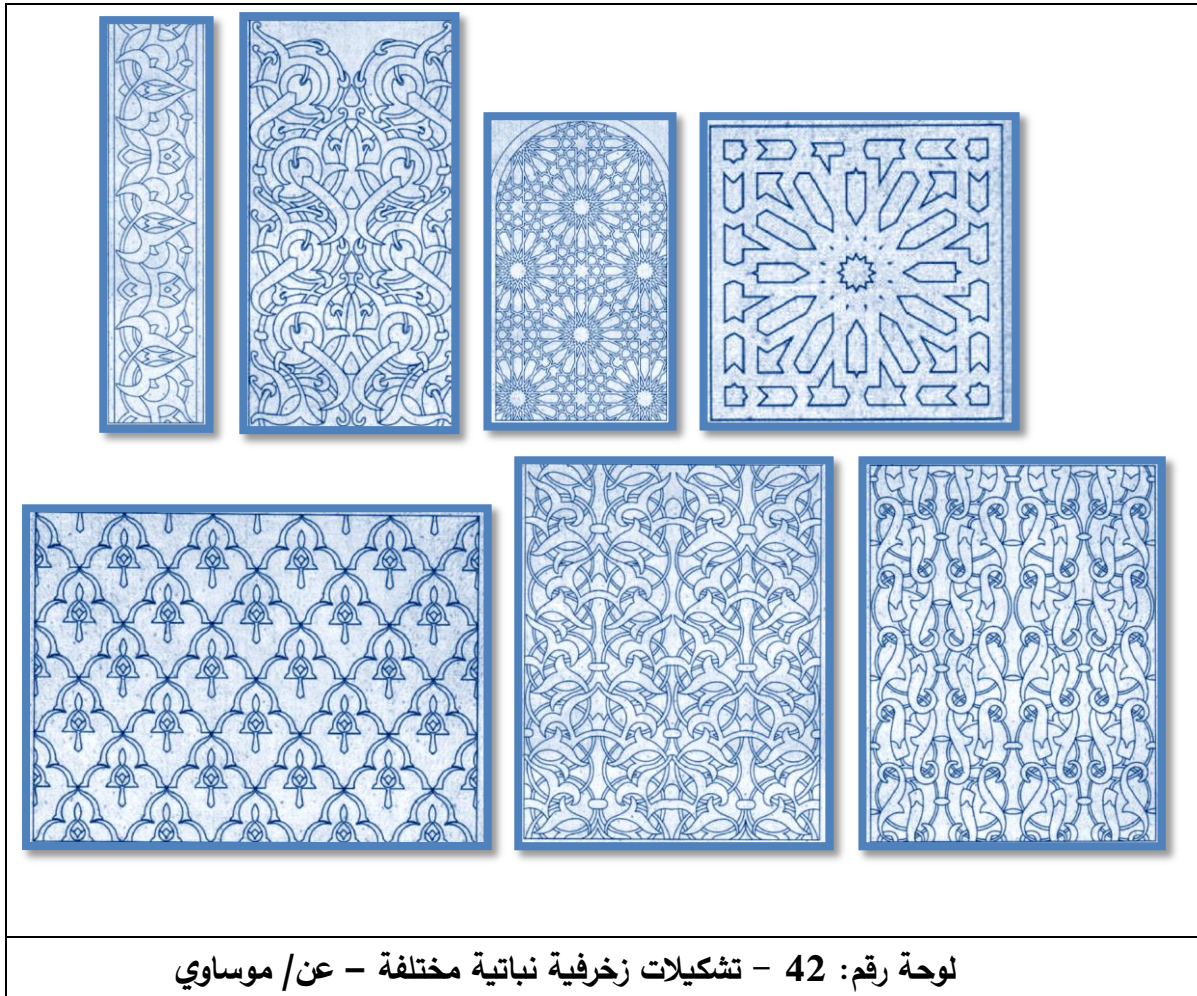 لوحة رقم: 42 - تشكيلات زخرفية نباتية مختلفة – عن/ موساوي